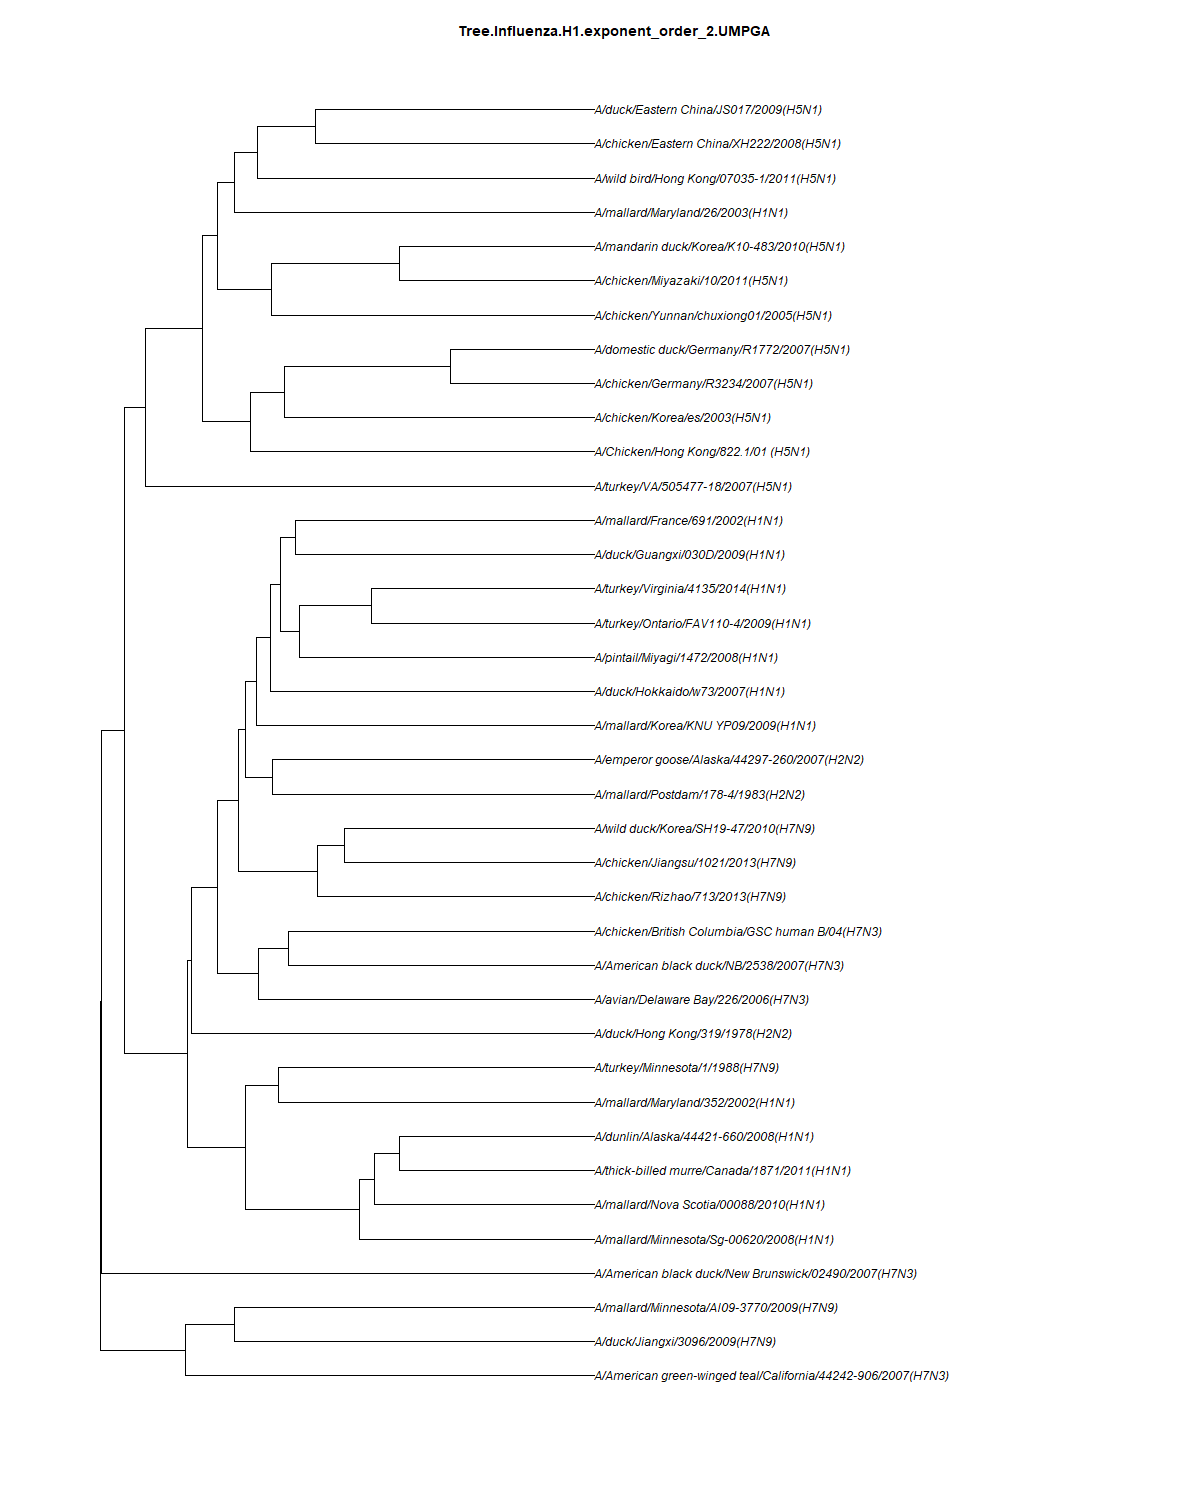 Tree.Influenza.H1.exponent_order_2.UMPGA
A/duck/Eastern China/JS017/2009(H5N1)
A/chicken/Eastern China/XH222/2008(H5N1)
A/wild bird/Hong Kong/07035-1/2011(H5N1)
A/mallard/Maryland/26/2003(H1N1)
A/mandarin duck/Korea/K10-483/2010(H5N1)
A/chicken/Miyazaki/10/2011(H5N1)
A/chicken/Yunnan/chuxiong01/2005(H5N1)
A/domestic duck/Germany/R1772/2007(H5N1)
A/chicken/Germany/R3234/2007(H5N1)
A/chicken/Korea/es/2003(H5N1)
A/Chicken/Hong Kong/822.1/01 (H5N1)
A/turkey/VA/505477-18/2007(H5N1)
A/mallard/France/691/2002(H1N1)
A/duck/Guangxi/030D/2009(H1N1)
A/turkey/Virginia/4135/2014(H1N1)
A/turkey/Ontario/FAV110-4/2009(H1N1)
A/pintail/Miyagi/1472/2008(H1N1)
A/duck/Hokkaido/w73/2007(H1N1)
A/mallard/Korea/KNU YP09/2009(H1N1)
A/emperor goose/Alaska/44297-260/2007(H2N2)
A/mallard/Postdam/178-4/1983(H2N2)
A/wild duck/Korea/SH19-47/2010(H7N9)
A/chicken/Jiangsu/1021/2013(H7N9)
A/chicken/Rizhao/713/2013(H7N9)
A/chicken/British Columbia/GSC human B/04(H7N3)
A/American black duck/NB/2538/2007(H7N3)
A/avian/Delaware Bay/226/2006(H7N3)
A/duck/Hong Kong/319/1978(H2N2)
A/turkey/Minnesota/1/1988(H7N9)
A/mallard/Maryland/352/2002(H1N1)
A/dunlin/Alaska/44421-660/2008(H1N1)
A/thick-billed murre/Canada/1871/2011(H1N1)
A/mallard/Nova Scotia/00088/2010(H1N1)
A/mallard/Minnesota/Sg-00620/2008(H1N1)
A/American black duck/New Brunswick/02490/2007(H7N3)
A/mallard/Minnesota/AI09-3770/2009(H7N9)
A/duck/Jiangxi/3096/2009(H7N9)
A/American green-winged teal/California/44242-906/2007(H7N3)